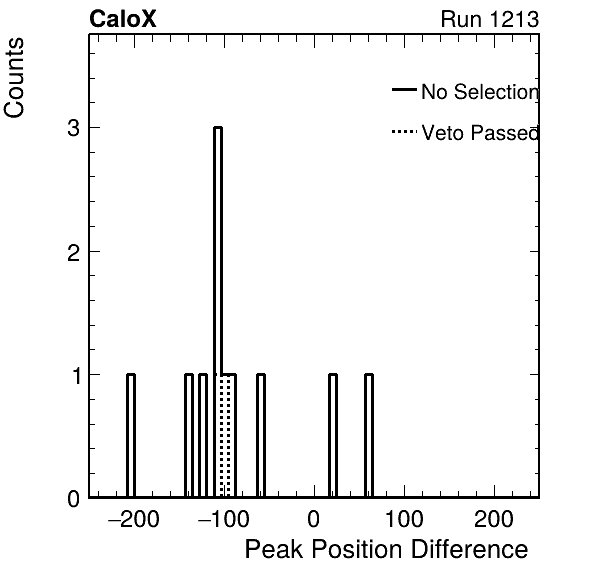 CaloX
Run 1213
Counts
No Selection
Veto Passed
3
2
1
0
−200
−100
0
100
200
Peak Position Difference